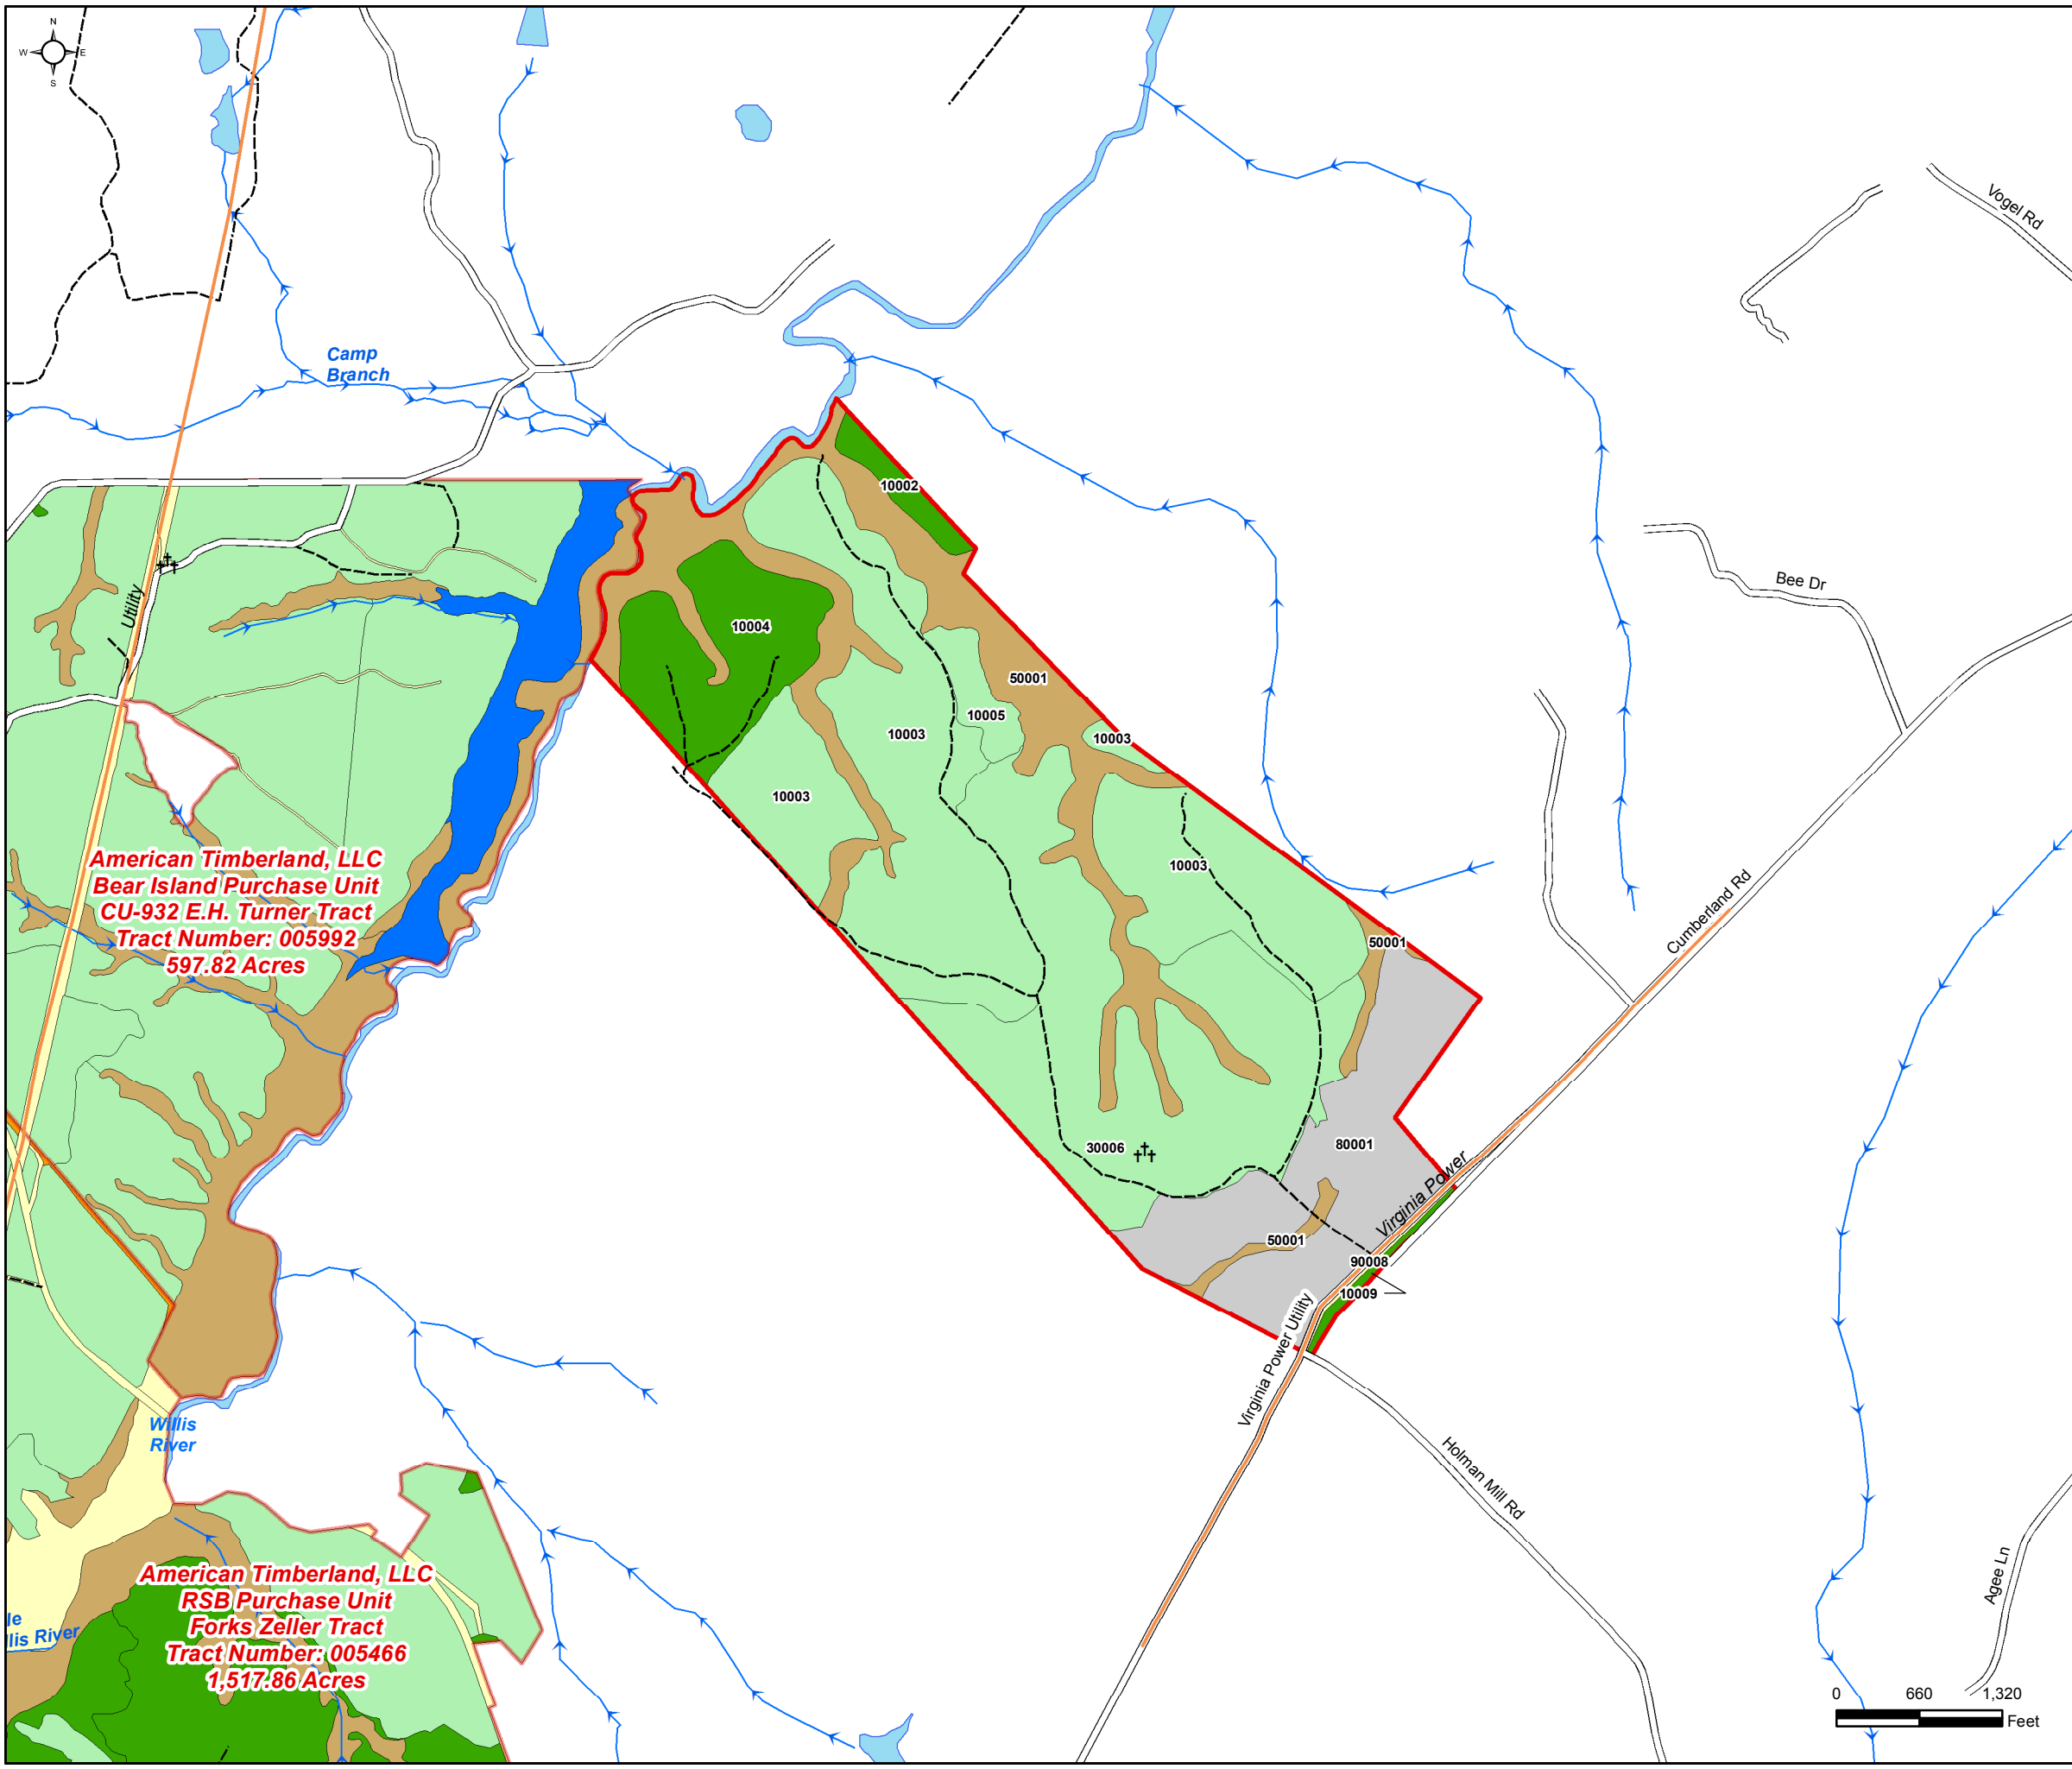 N
W
E
S
Vogel Rd
Camp
Branch
10002
Bee Dr
Utility
10004
50001
10005
10003
10003
10003
10003
American Timberland, LLC
Bear Island Purchase Unit
CU-932 E.H. Turner Tract
Tract Number: 005992
597.82 Acres
Cumberland Rd
50001
30006
80001
Virginia Power
50001
90008
10009
Virginia Power Utility
Willis
River
Holman Mill Rd
American Timberland, LLC
RSB Purchase Unit
Forks Zeller Tract
Tract Number: 005466
1,517.86 Acres
le
llis River
Agee Ln
0 660 1,320
Feet